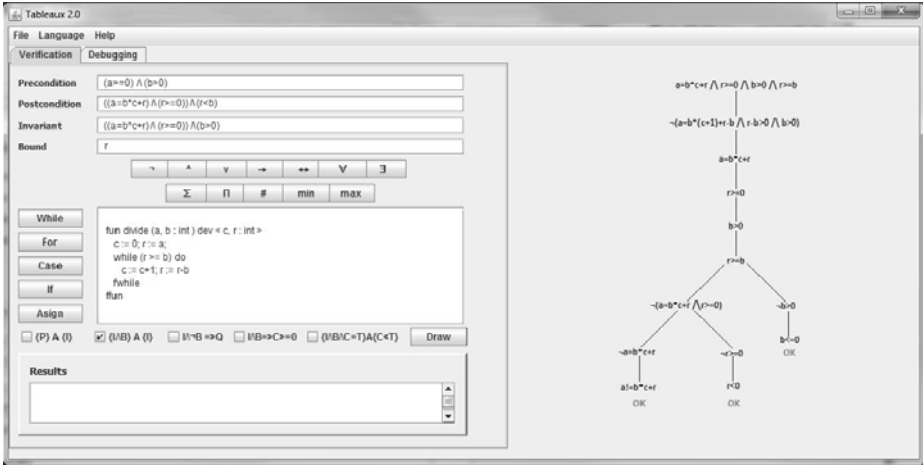 Tableaux 2.0
File Language Help
Verification Debugging
Precondition (a>=0) /\ (b>0)
Postcondition ((a=b*c+r) /\ (r>=0)) /\ (r<b)
Invariant ((a=b*c+r) /\ (r>=0)) /\ (b>0)
Bound r
¬ ^ v → ↔ ∀ ∃
Σ Π # min max
While
For
Case
If
Asign
fun divide (a, b : int ) dev < c, r : int >
c := 0; r := a;
while (r >= b) do
c := c+1; r := r-b
fwhile
ffun
{P} A {I} {I/\B} A {I} I/\¬B =>Q I/\B=>C>=0 {I/\B/\C=T}A{C<T} Draw
Results
a=b*c+r /\ r>=0 /\ b>0 /\ r>=b
¬(a=b*(c+1)+r-b /\ r-b>0 /\ b>0)
a=b*c+r
r>=0
b>0
r>=b
¬(a=b*c+r /\ r>=0) ¬b>0
b<=0
OK
¬a=b*c+r ¬r>=0
a!=b*c+r r<0
OK OK